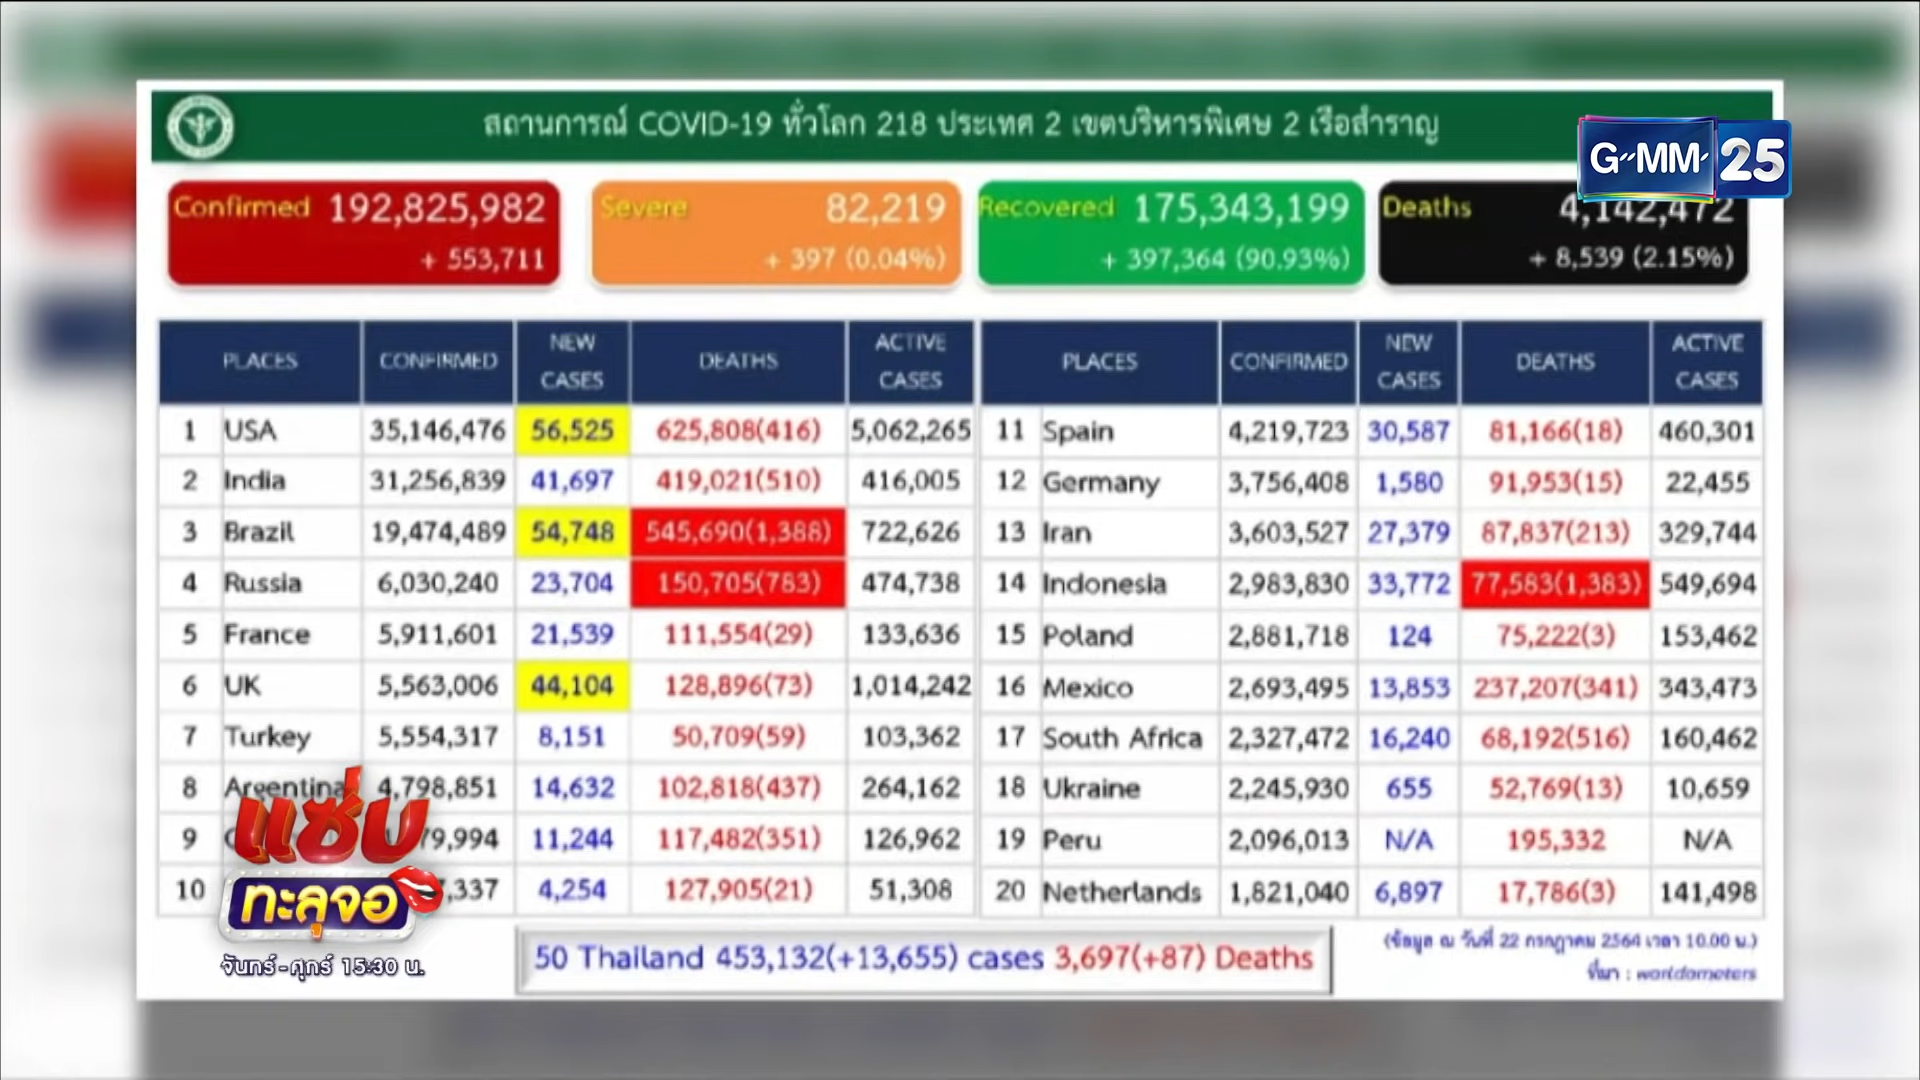 สถานการณ์ COVID-19 ทั่วโลก 218 ประเทศ 2 เขตบริหารพิเศษ 2 เรือสำราญ
G-MM 25
Confirmed 192,825,982
+ 553,711
Severe 82,219
+ 397 (0.04%)
Recovered 175,343,199
+ 397,364 (90.93%)
Deaths 4,142,472
+ 8,539 (2.15%)
PLACES CONFIRMED NEW CASES DEATHS ACTIVE CASES
1 USA 35,146,476 56,525 625,808(416) 5,062,265
2 India 31,256,839 41,697 419,021(510) 416,005
3 Brazil 19,474,489 54,748 545,690(1,388) 722,626
4 Russia 6,030,240 23,704 150,705(783) 474,738
5 France 5,911,601 21,539 111,554(29) 133,636
6 UK 5,563,006 44,104 128,896(73) 1,014,242
7 Turkey 5,554,317 8,151 50,709(59) 103,362
8 Argentina 4,798,851 14,632 102,818(437) 264,162
9 79,994 11,244 117,482(351) 126,962
10 7,337 4,254 127,905(21) 51,308
PLACES CONFIRMED NEW CASES DEATHS ACTIVE CASES
11 Spain 4,219,723 30,587 81,166(18) 460,301
12 Germany 3,756,408 1,580 91,953(15) 22,455
13 Iran 3,603,527 27,379 87,837(213) 329,744
14 Indonesia 2,983,830 33,772 77,583(1,383) 549,694
15 Poland 2,881,718 124 75,222(3) 153,462
16 Mexico 2,693,495 13,853 237,207(341) 343,473
17 South Africa 2,327,472 16,240 68,192(516) 160,462
18 Ukraine 2,245,930 655 52,769(13) 10,659
19 Peru 2,096,013 N/A 195,332 N/A
20 Netherlands 1,821,040 6,897 17,786(3) 141,498
50 Thailand 453,132(+13,655) cases 3,697(+87) Deaths
(ข้อมูล ณ วันที่ 22 กรกฎาคม 2564 เวลา 10.00 น.)
ที่มา : worldometers
แซ่บ
ทะลุจอ
จันทร์-ศุกร์ 15:30 น.